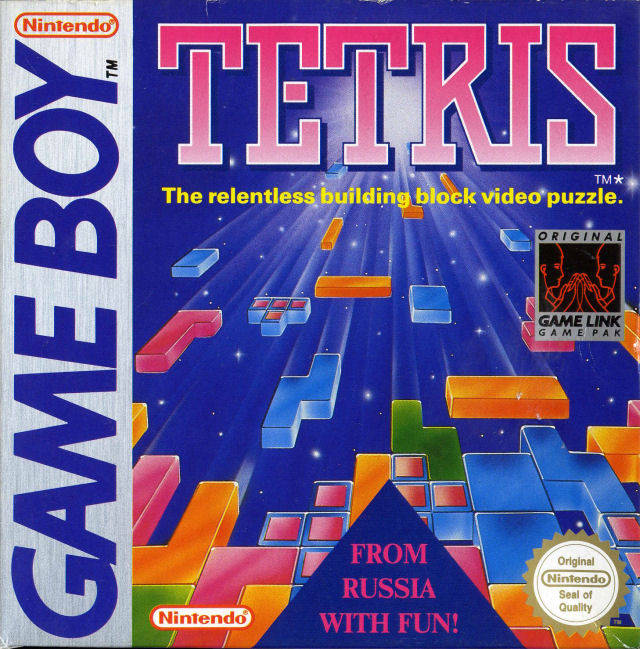 Nintendo®
GAME BOY™
TETRIS
TM*
The relentless building block video puzzle.
ORIGINAL
GAME LINK
GAME PAK
FROM
RUSSIA
WITH FUN!
Nintendo®
Original
Nintendo
Seal of
Quality
TM